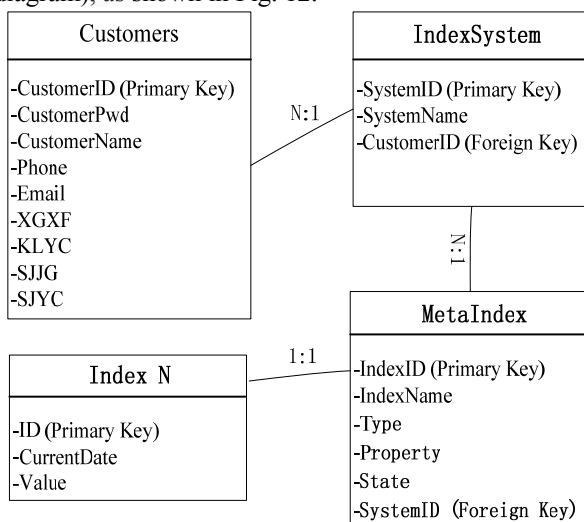 diagram), as shown in Fig. 12.
Customers
-CustomerID (Primary Key)
-CustomerPwd
-CustomerName
-Phone
-Email
-XGXF
-KLYC
-SJJG
-SJYC
N:1
IndexSystem
-SystemID (Primary Key)
-SystemName
-CustomerID (Foreign Key)
N:1
MetaIndex
-IndexID (Primary Key)
-IndexName
-Type
-Property
-State
-SystemID (Foreign Key)
1:1
Index N
-ID (Primary Key)
-CurrentDate
-Value